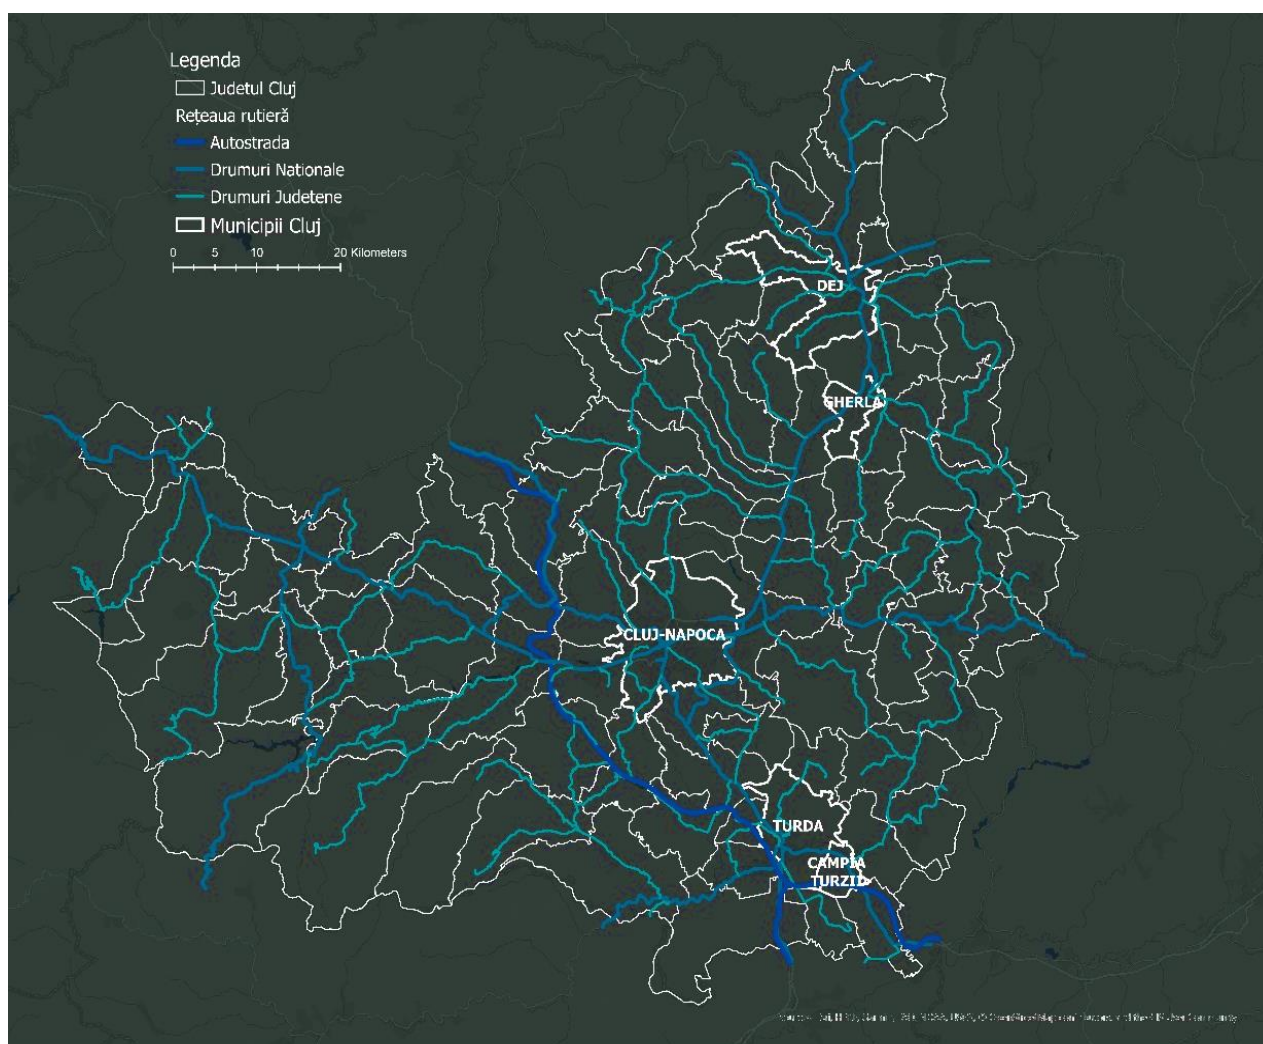 Legenda
Judetul Cluj
Rețeaua rutieră
Autostrada
Drumuri Nationale
Drumuri Judetene
Municipii Cluj
0 5 10 20 Kilometers
DEJ
GHERLA
CLUJ-NAPOCA
TURDA
CAMPIA
TURZII